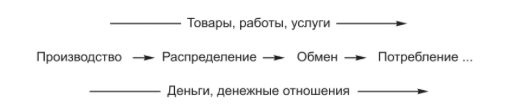 Товары, работы, услуги
Производство Распределение Обмен Потребление ...
Деньги, денежные отношения